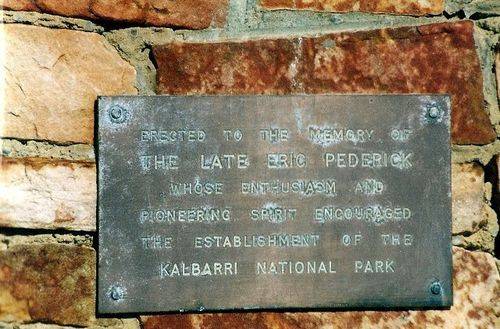 ERECTED TO THE MEMORY OF
THE LATE ERIC PEDERICK
WHOSE ENTHUSIASM AND
PIONEERING SPIRIT ENCOURAGED
THE ESTABLISHMENT OF THE
KALBARRI NATIONAL PARK